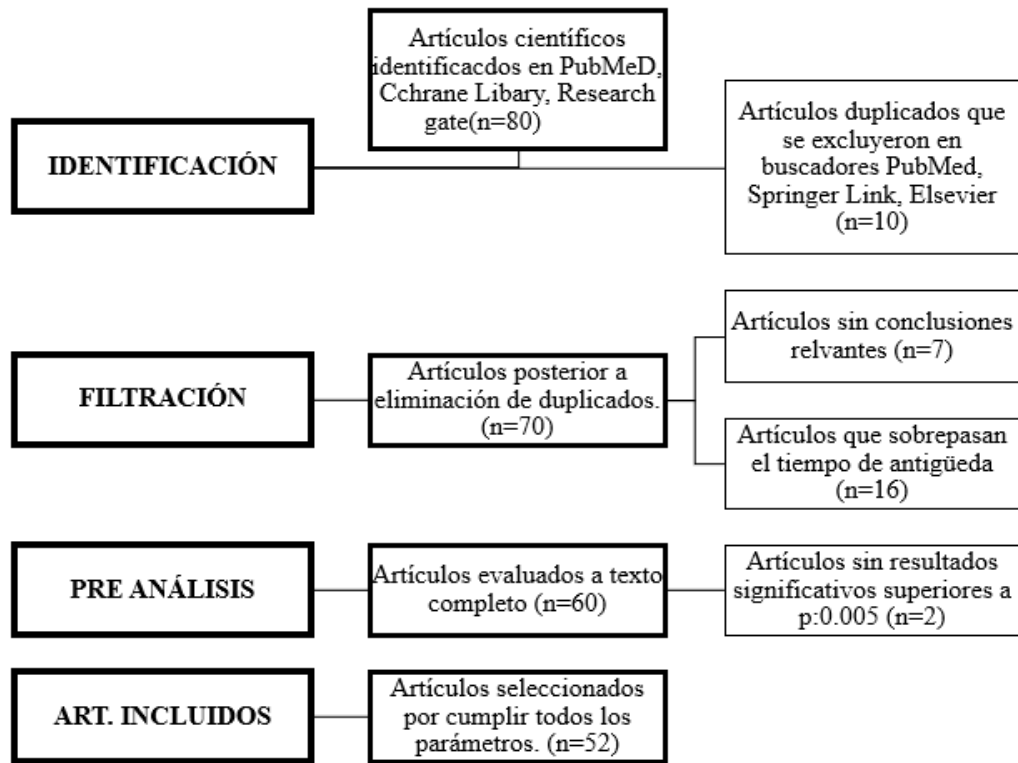 Artículos científicos
identificacdos en PubMeD,
Cchrane Libary, Research
gate(n=80)
IDENTIFICACIÓN
Artículos duplicados que
se excluyeron en
buscadores PubMed,
Springer Link, Elsevier
(n=10)
FILTRACIÓN
Artículos posterior a
eliminación de duplicados.
(n=70)
Artículos sin conclusiones
relvantes (n=7)
Artículos que sobrepasan
el tiempo de antigüeda
(n=16)
PRE ANÁLISIS
Artículos evaluados a texto
completo (n=60)
Artículos sin resultados
significativos superiores a
p:0.005 (n=2)
ART. INCLUIDOS
Artículos seleccionados
por cumplir todos los
parámetros. (n=52)